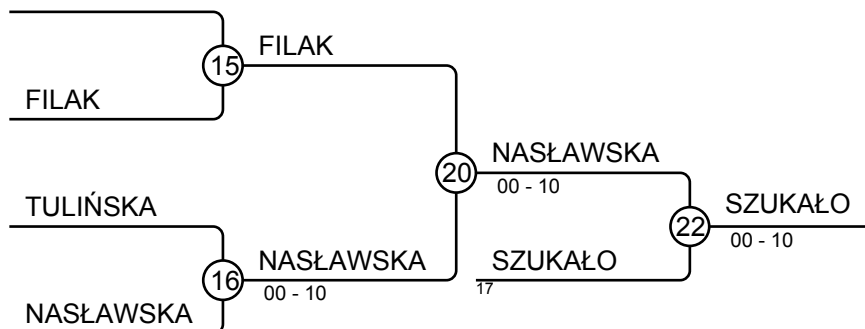 FILAK
15
FILAK
NASŁAWSKA
20
00 - 10
TULIŃSKA
SZUKAŁO
22
00 - 10
NASŁAWSKA
16
00 - 10
SZUKAŁO
17
NASŁAWSKA